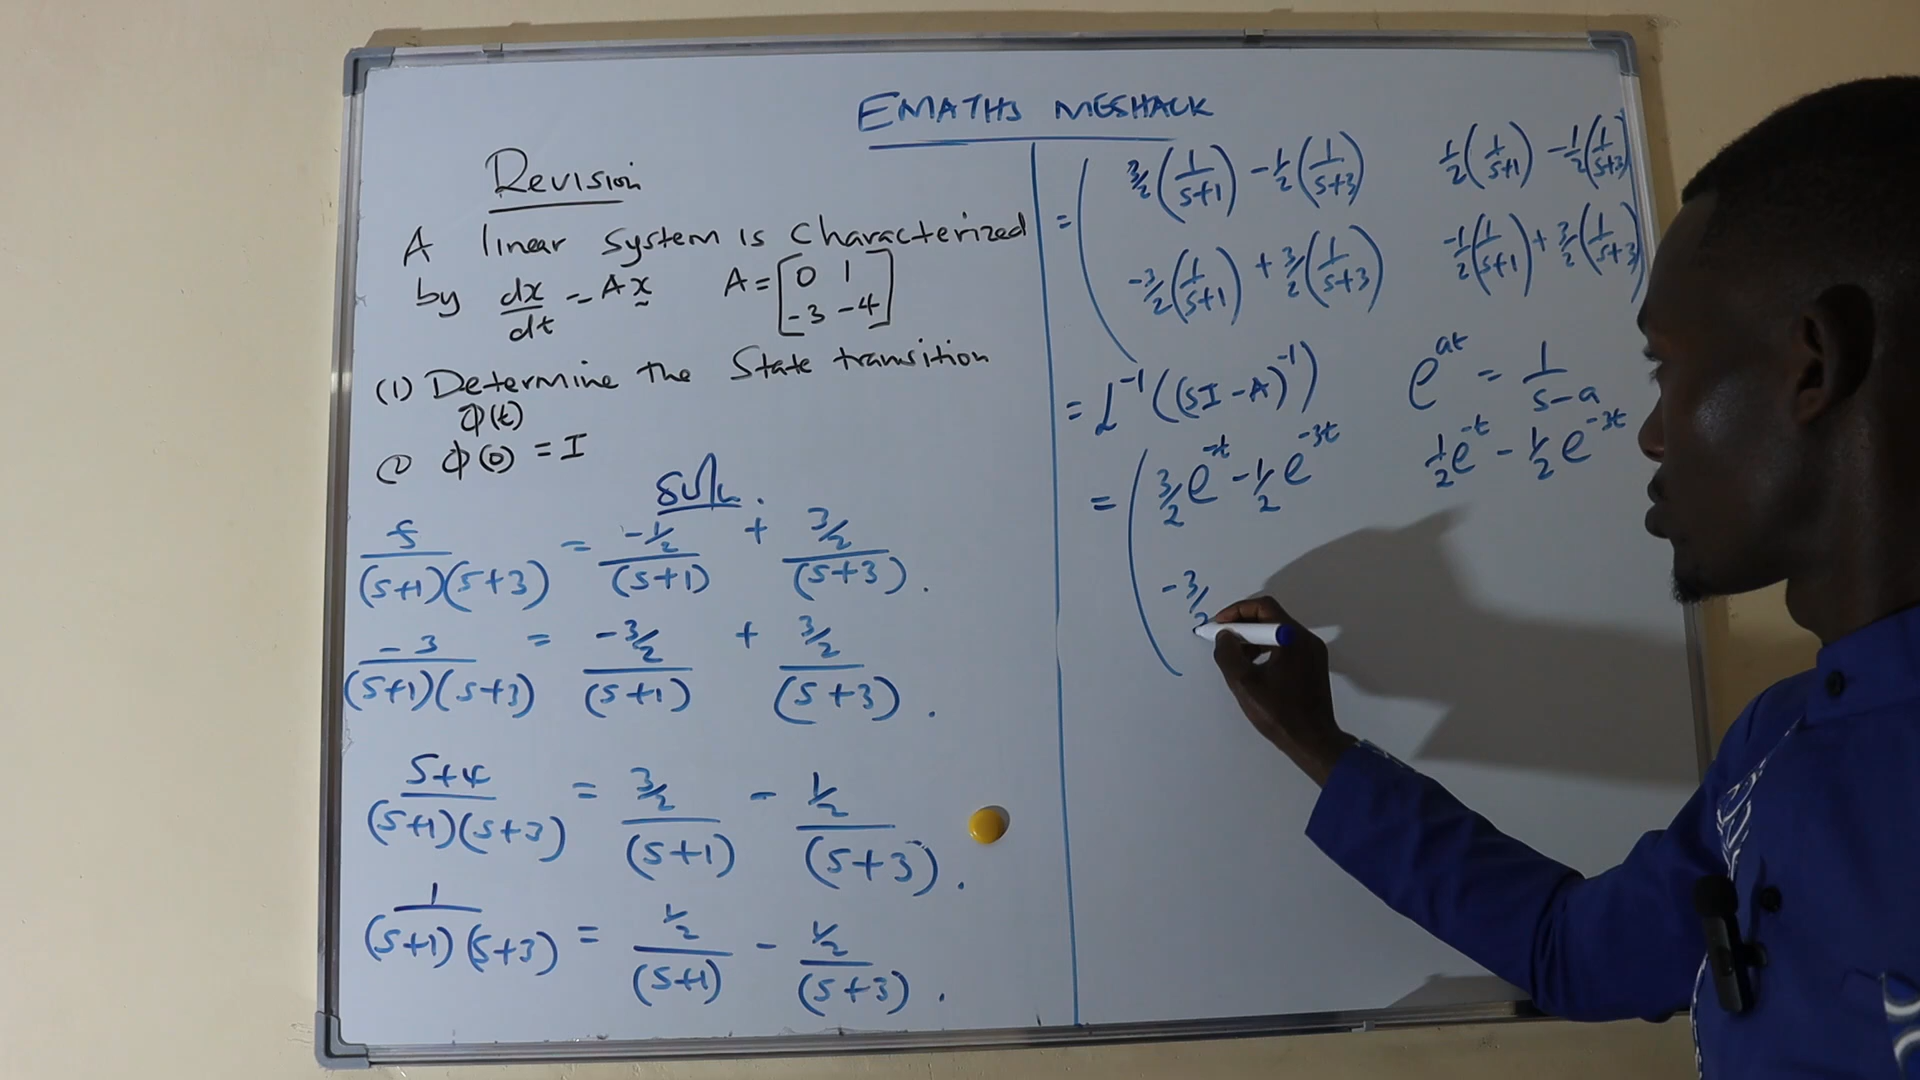 EMATHS MESHACK
Revision
A linear system is characterized
by dx/dt = Ax A = [0 1; -3 -4]
(1) Determine the State transition
φ(t)
() φ(0) = I
soln.
s/(s+1)(s+3) = -1/2/(s+1) + 3/2/(s+3).
-3/(s+1)(s+3) = -3/2/(s+1) + 3/2/(s+3).
s+4/(s+1)(s+3) = 3/2/(s+1) - 1/2/(s+3).
1/(s+1)(s+3) = 1/2/(s+1) - 1/2/(s+3).
= ( 3/2(1/s+1) - 1/2(1/s+3) 1/2(1/s+1) - 1/2(1/s+3)
-3/2(1/s+1) + 3/2(1/s+3) -1/2(1/s+1) + 3/2(1/s+3)
= L^-1((sI-A)^-1) e^at = 1/s-a
= ( 3/2 e^-t - 1/2 e^-3t 1/2 e^-t - 1/2 e^-3t
-3/2